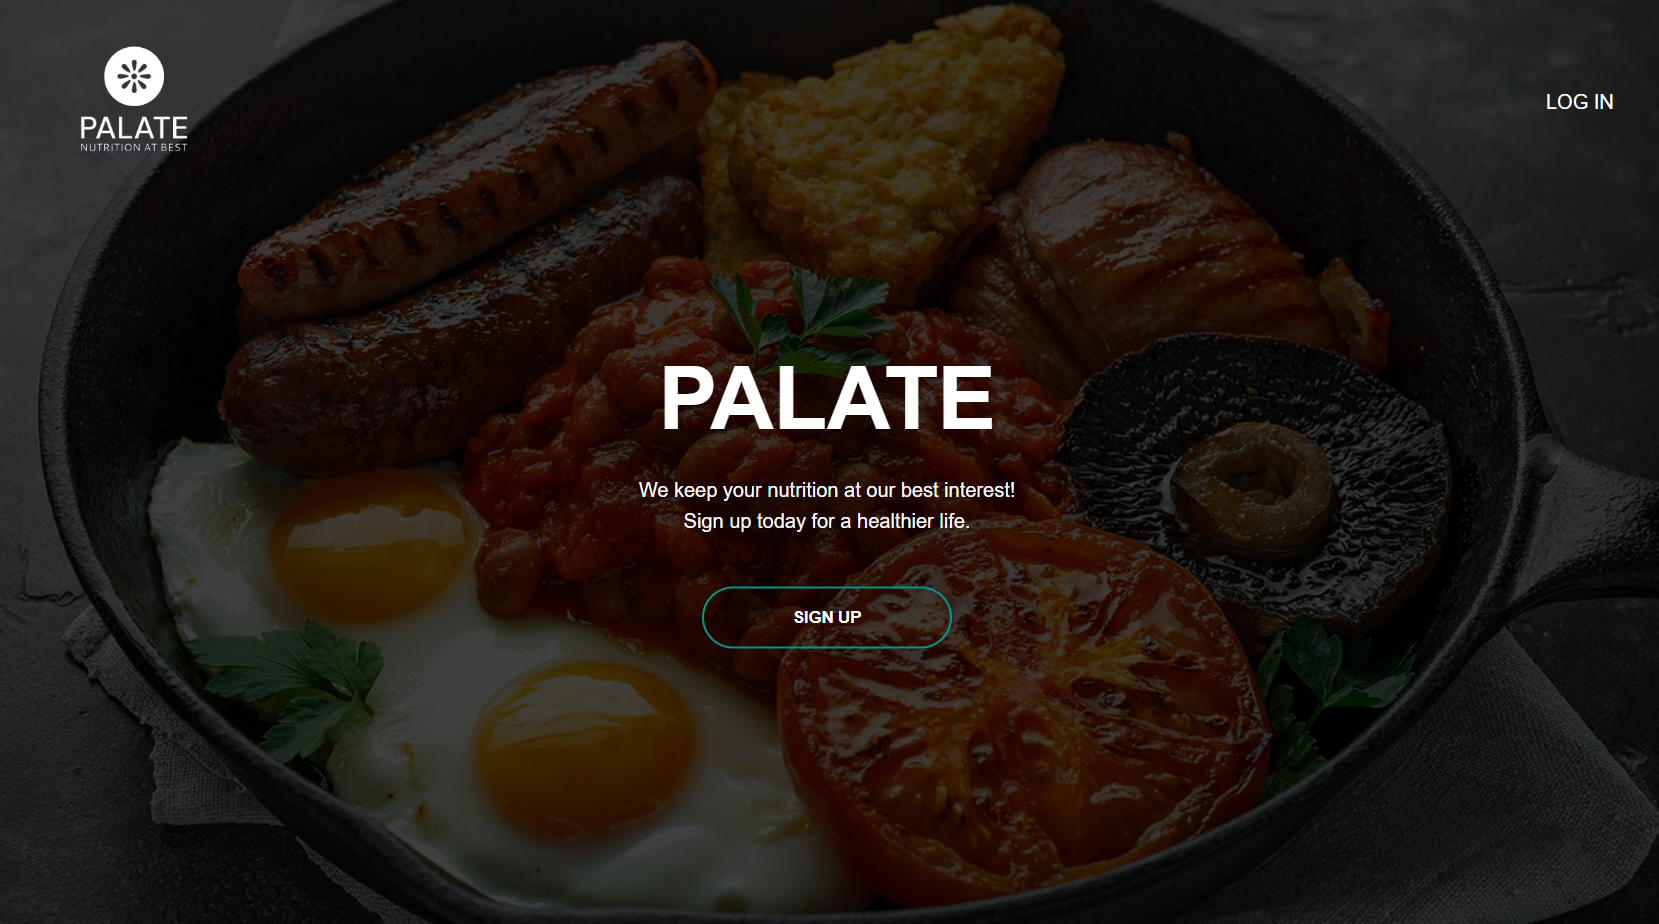 PALATE
NUTRITION AT BEST
LOG IN
PALATE
We keep your nutrition at our best interest!
Sign up today for a healthier life.
SIGN UP